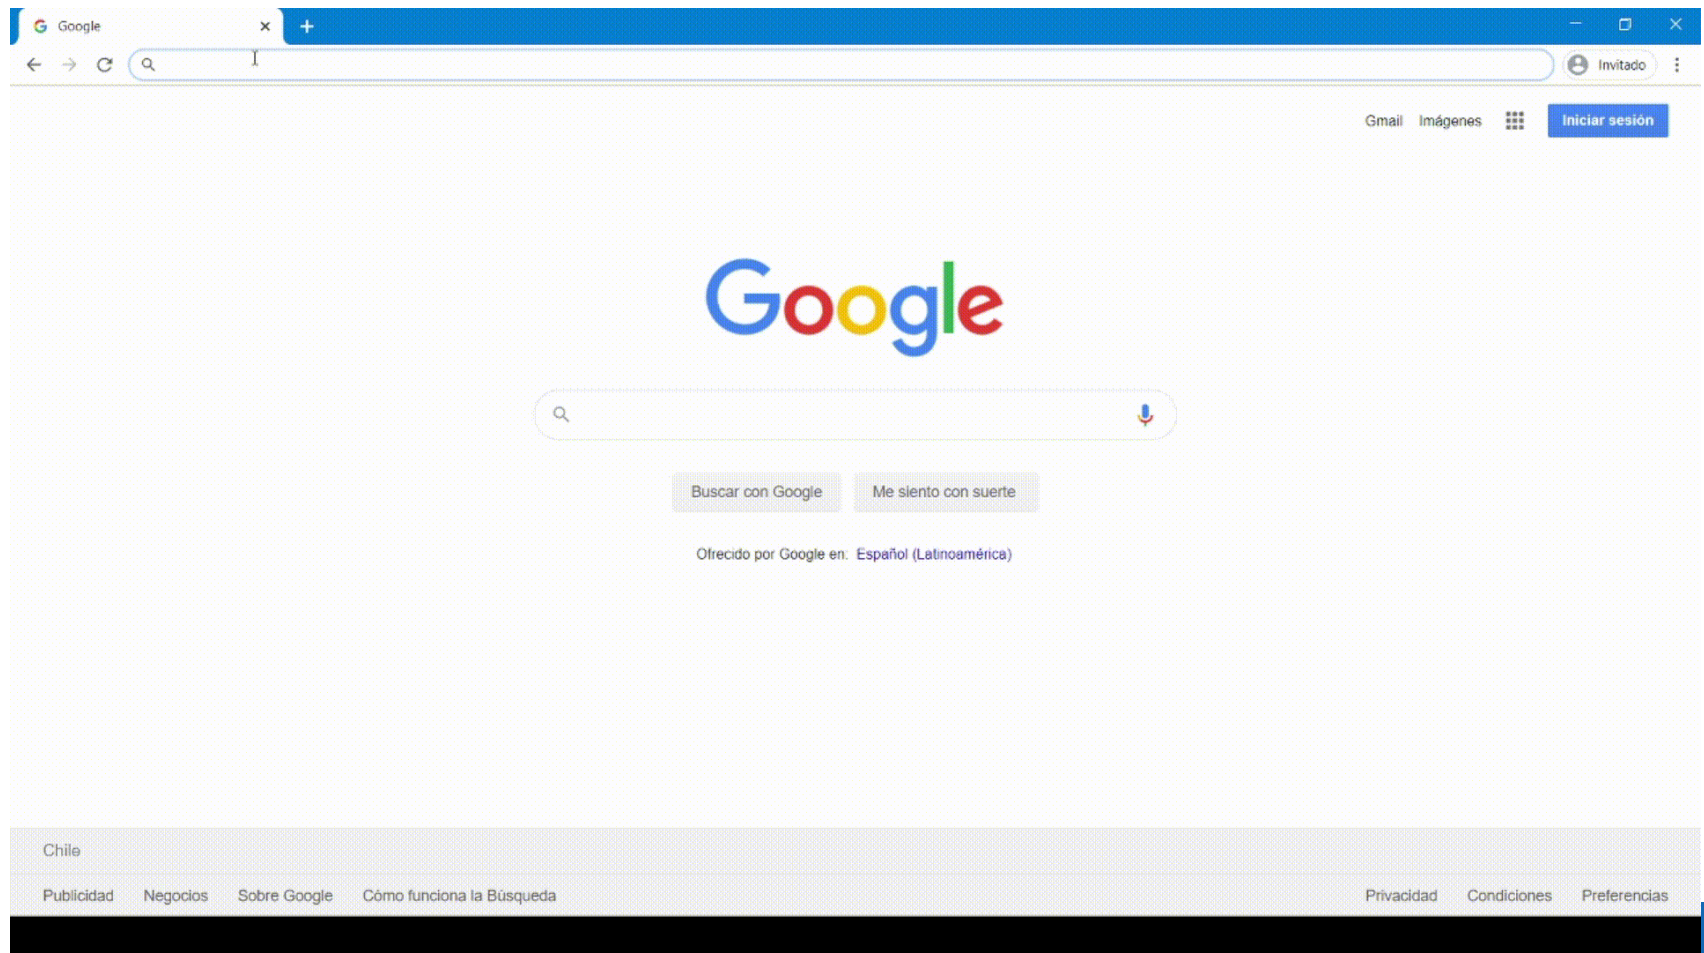 Google
Invitado
Gmail Imágenes Iniciar sesión
Google
Buscar con Google Me siento con suerte
Ofrecido por Google en: Español (Latinoamérica)
Chile
Publicidad Negocios Sobre Google Cómo funciona la Búsqueda Privacidad Condiciones Preferencias